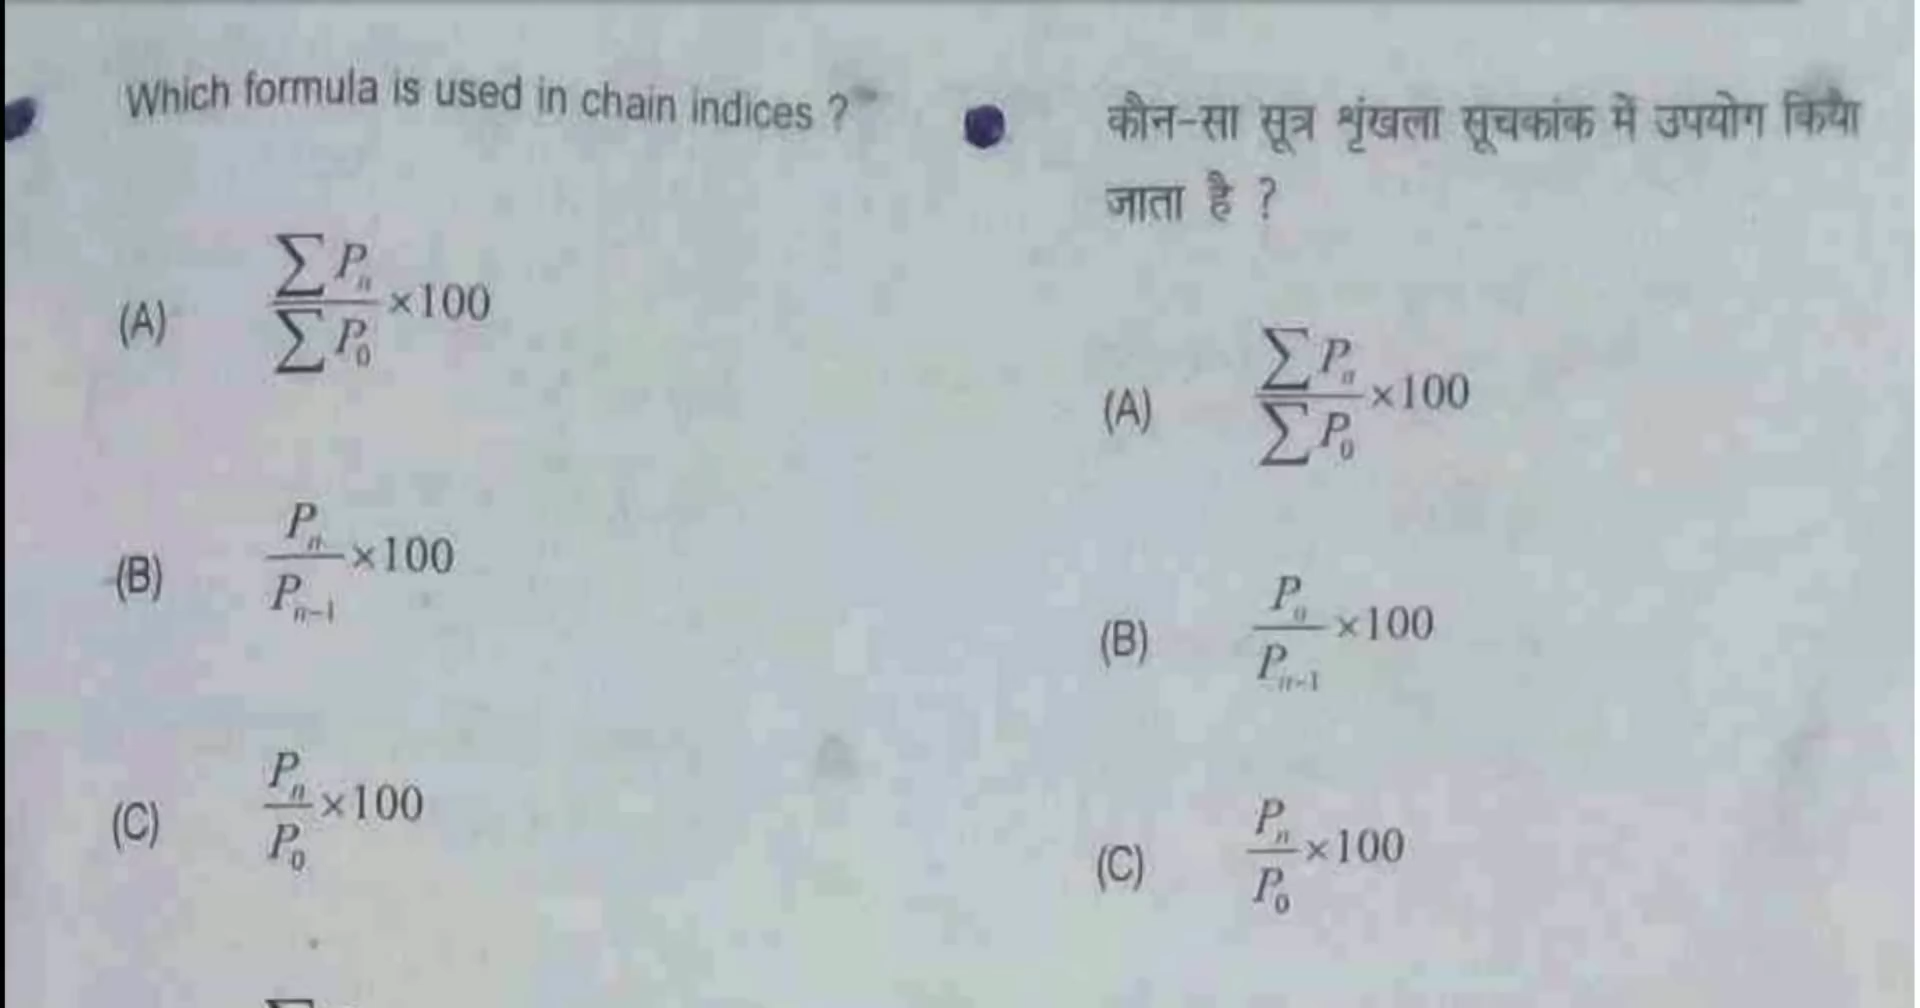 Which formula is used in chain indices ?
(A) ∑Pₙ / ∑P₀ ×100
(B) Pₙ / Pₙ₋₁ ×100
(C) Pₙ / P₀ ×100
कौन-सा सूत्र शृंखला सूचकांक में उपयोग किया
जाता है ?
(A) ∑Pₙ / ∑P₀ ×100
(B) Pₙ / Pₙ₋₁ ×100
(C) Pₙ / P₀ ×100